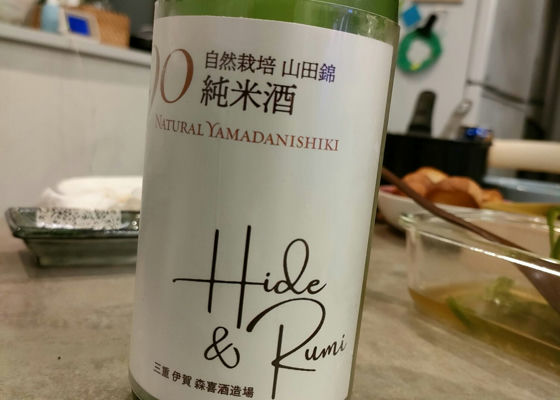 自然栽培 山田錦
純米酒
NATURAL YAMADANISHIKI
Hide
& Rumi
三重 伊賀 森喜酒造場